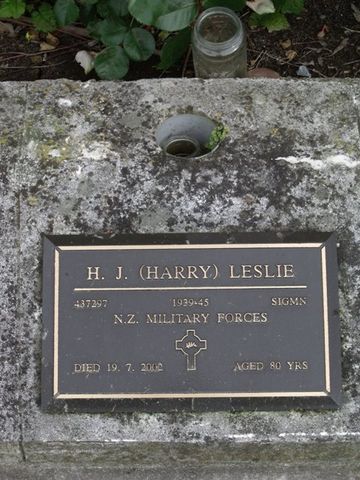 H. J. (HARRY) LESLIE
437297 1939-45 SIGMN
N.Z. MILITARY FORCES
DIED 19. 7. 2002 AGED 80 YRS